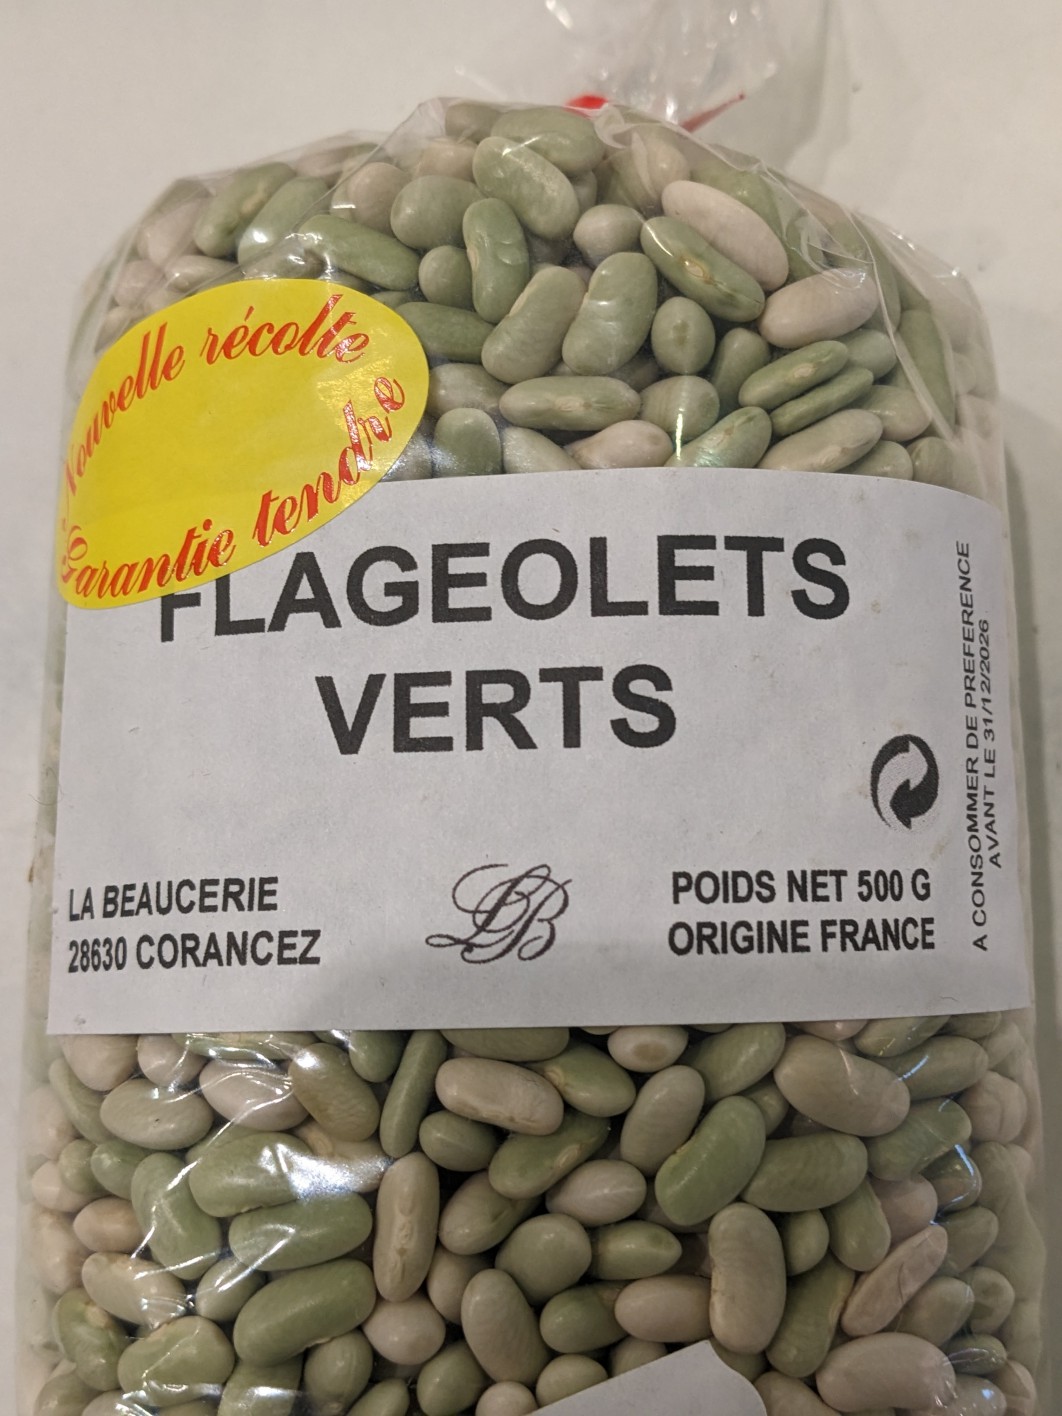 Nouvelle récolte
Garantie tendre
FLAGEOLETS
VERTS
LA BEAUCERIE
28630 CORANCEZ
LB
POIDS NET 500 G
ORIGINE FRANCE
A CONSOMMER DE PREFERENCE
AVANT LE 31/12/2026